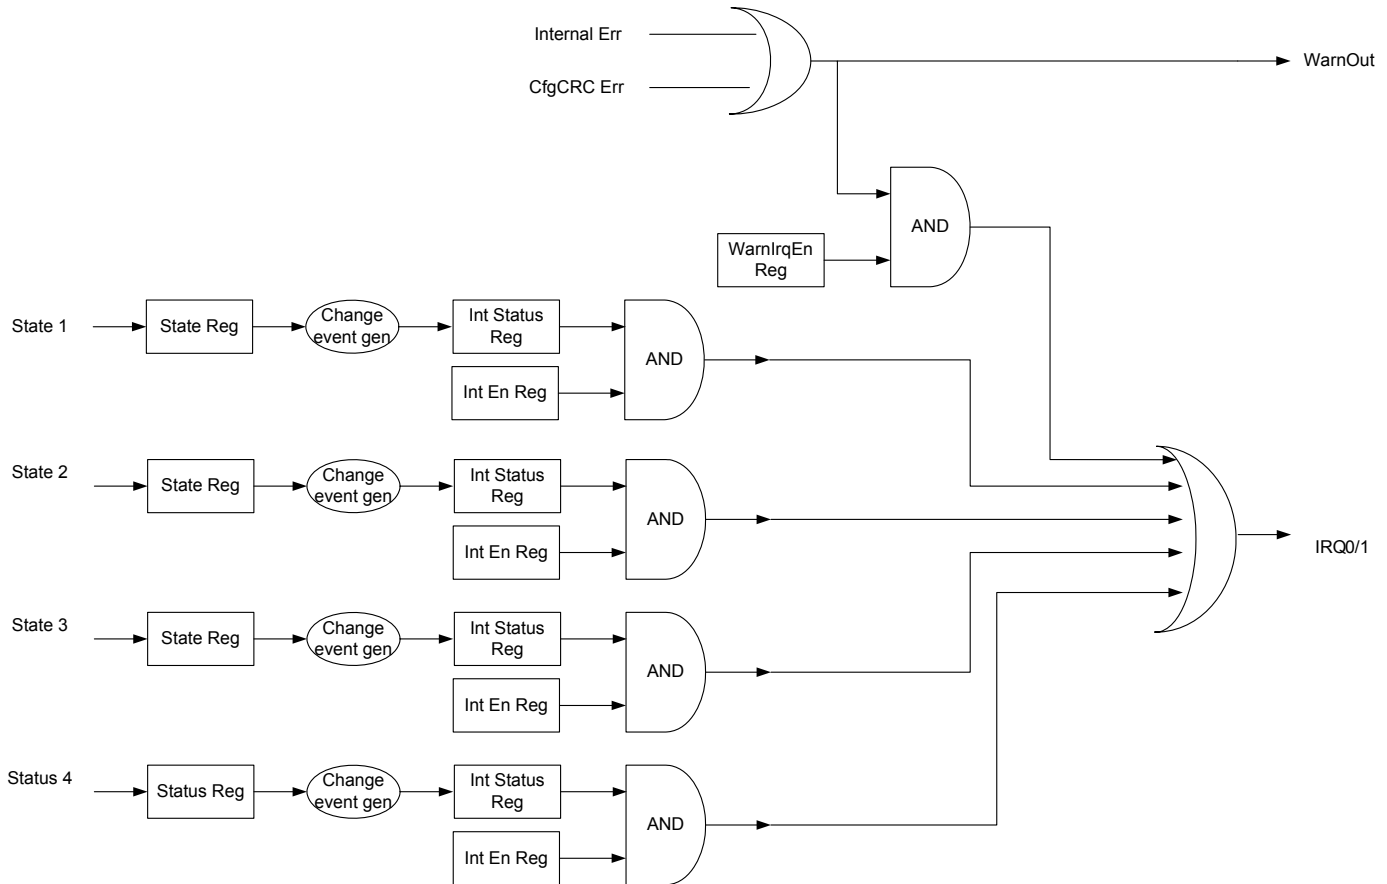 Internal Err
WarnOut
CfgCRC Err
AND
WarnIrqEn
Reg
State 1
State Reg
Change
event gen
Int Status
Reg
AND
Int En Reg
State 2
State Reg
Change
event gen
Int Status
Reg
AND
Int En Reg
IRQ0/1
State 3
State Reg
Change
event gen
Int Status
Reg
AND
Int En Reg
Status 4
Status Reg
Change
event gen
Int Status
Reg
AND
Int En Reg